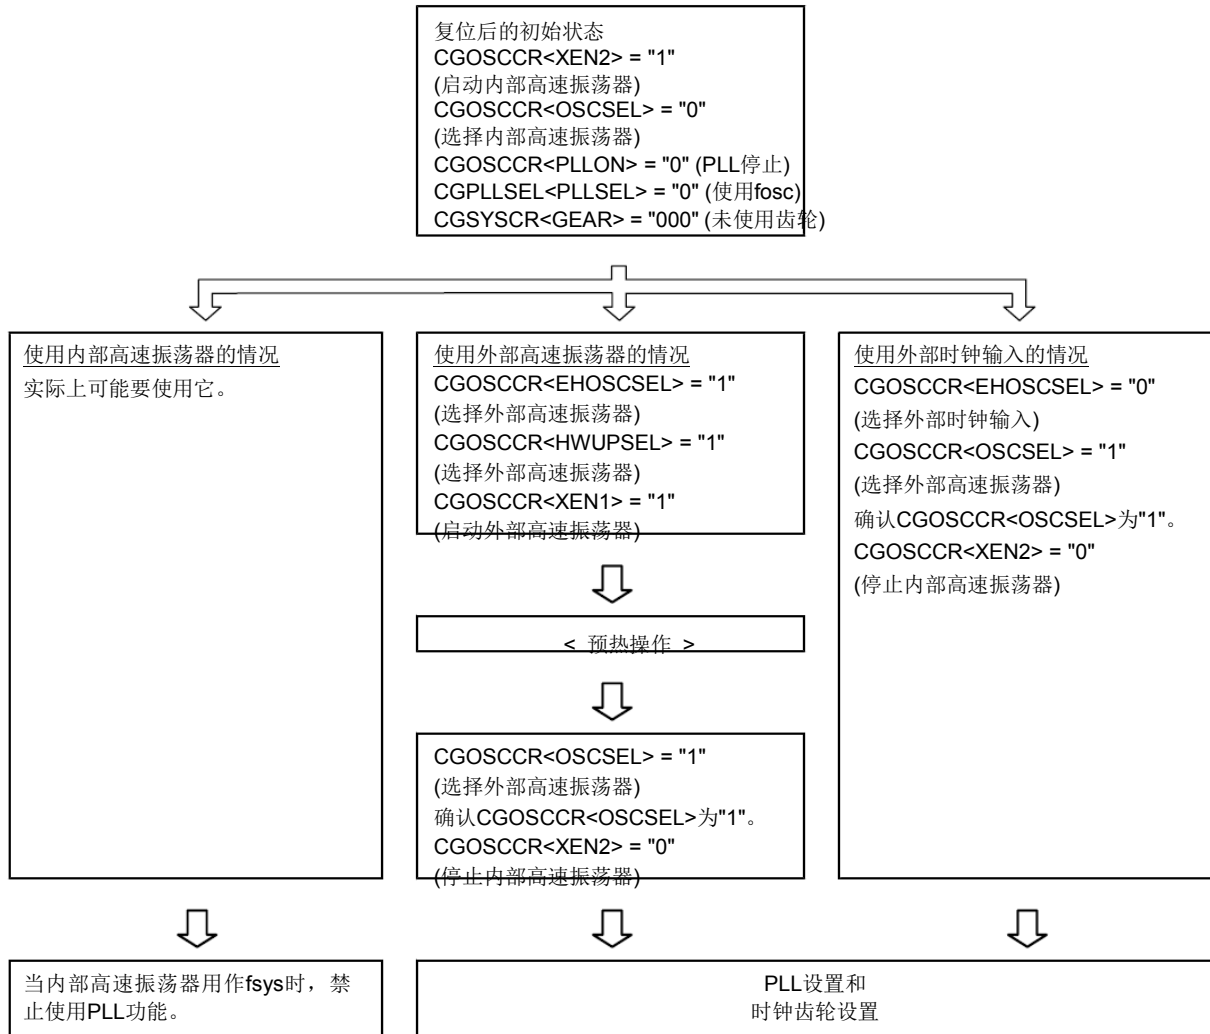 复位后的初始状态
CGOSCCR<XEN2> = "1"
(启动内部高速振荡器)
CGOSCCR<OSCSEL> = "0"
(选择内部高速振荡器)
CGOSCCR<PLLON> = "0" (PLL停止)
CGPLLSEL<PLLSEL> = "0" (使用fosc)
CGSYSCR<GEAR> = "000" (未使用齿轮)
使用内部高速振荡器的情况
实际上可能要使用它。
使用外部高速振荡器的情况
CGOSCCR<EHOSCSEL> = "1"
(选择外部高速振荡器)
CGOSCCR<HWUPSEL> = "1"
(选择外部高速振荡器)
CGOSCCR<XEN1> = "1"
(启动外部高速振荡器)
< 预热操作 >
CGOSCCR<OSCSEL> = "1"
(选择外部高速振荡器)
确认CGOSCCR<OSCSEL>为"1"。
CGOSCCR<XEN2> = "0"
(停止内部高速振荡器)
使用外部时钟输入的情况
CGOSCCR<EHOSCSEL> = "0"
(选择外部时钟输入)
CGOSCCR<OSCSEL> = "1"
(选择外部高速振荡器)
确认CGOSCCR<OSCSEL>为"1"。
CGOSCCR<XEN2> = "0"
(停止内部高速振荡器)
当内部高速振荡器用作fsys时，禁
止使用PLL功能。
PLL设置和
时钟齿轮设置